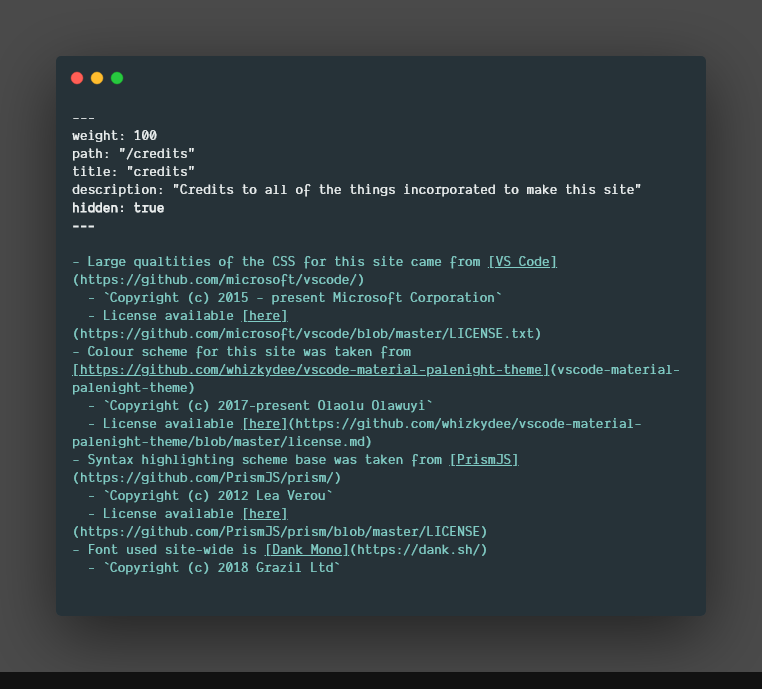 ---
weight: 100
path: "/credits"
title: "credits"
description: "Credits to all of the things incorporated to make this site"
hidden: true
---
- Large qualtities of the CSS for this site came from [VS Code]
(https://github.com/microsoft/vscode/)
- `Copyright (c) 2015 - present Microsoft Corporation`
- License available [here]
(https://github.com/microsoft/vscode/blob/master/LICENSE.txt)
- Colour scheme for this site was taken from
[https://github.com/whizkydee/vscode-material-palenight-theme](vscode-material-
palenight-theme)
- `Copyright (c) 2017-present Olaolu Olawuyi`
- License available [here](https://github.com/whizkydee/vscode-material-
palenight-theme/blob/master/license.md)
- Syntax highlighting scheme base was taken from [PrismJS]
(https://github.com/PrismJS/prism/)
- `Copyright (c) 2012 Lea Verou`
- License available [here]
(https://github.com/PrismJS/prism/blob/master/LICENSE)
- Font used site-wide is [Dank Mono](https://dank.sh/)
- `Copyright (c) 2018 Grazil Ltd`